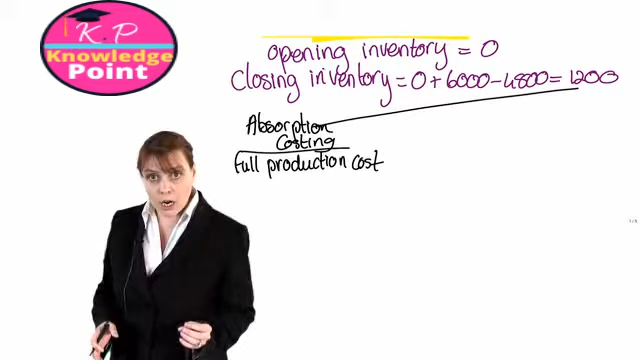 K.P
Knowledge
Point
opening inventory = 0
Closing inventory = 0 + 6000 - 4800 = 1200
Absorption
Costing
Full production cost